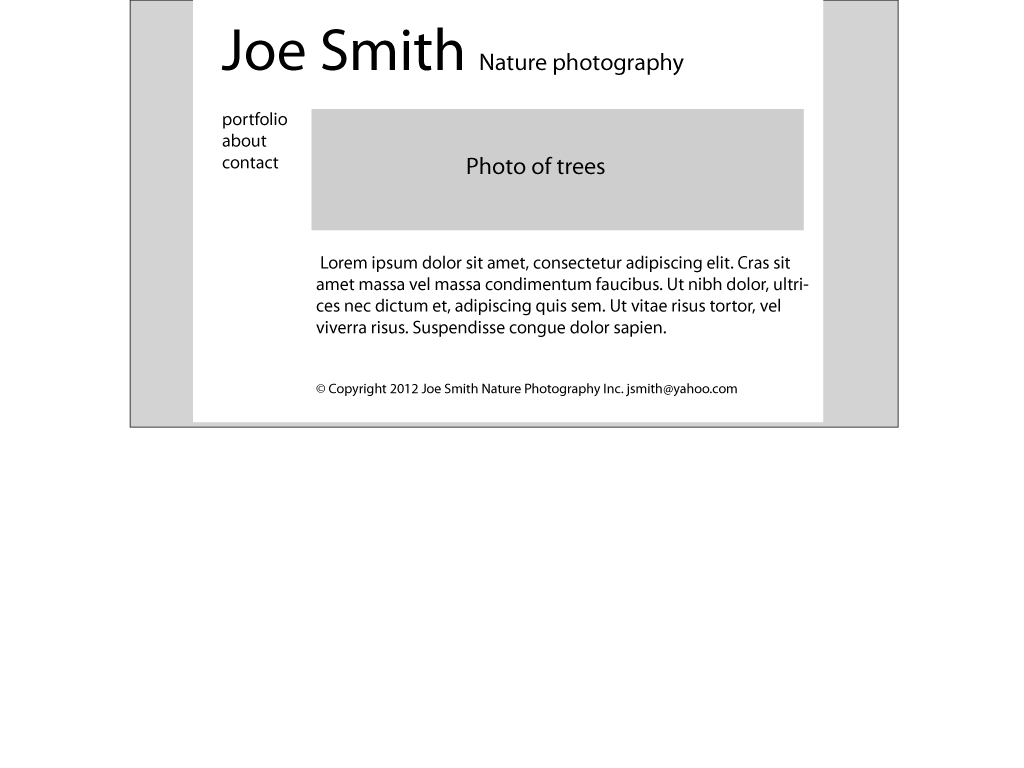 Joe Smith Nature photography
portfolio
about
contact
Photo of trees
Lorem ipsum dolor sit amet, consectetur adipiscing elit. Cras sit
amet massa vel massa condimentum faucibus. Ut nibh dolor, ultri-
ces nec dictum et, adipiscing quis sem. Ut vitae risus tortor, vel
viverra risus. Suspendisse congue dolor sapien.
© Copyright 2012 Joe Smith Nature Photography Inc. jsmith@yahoo.com